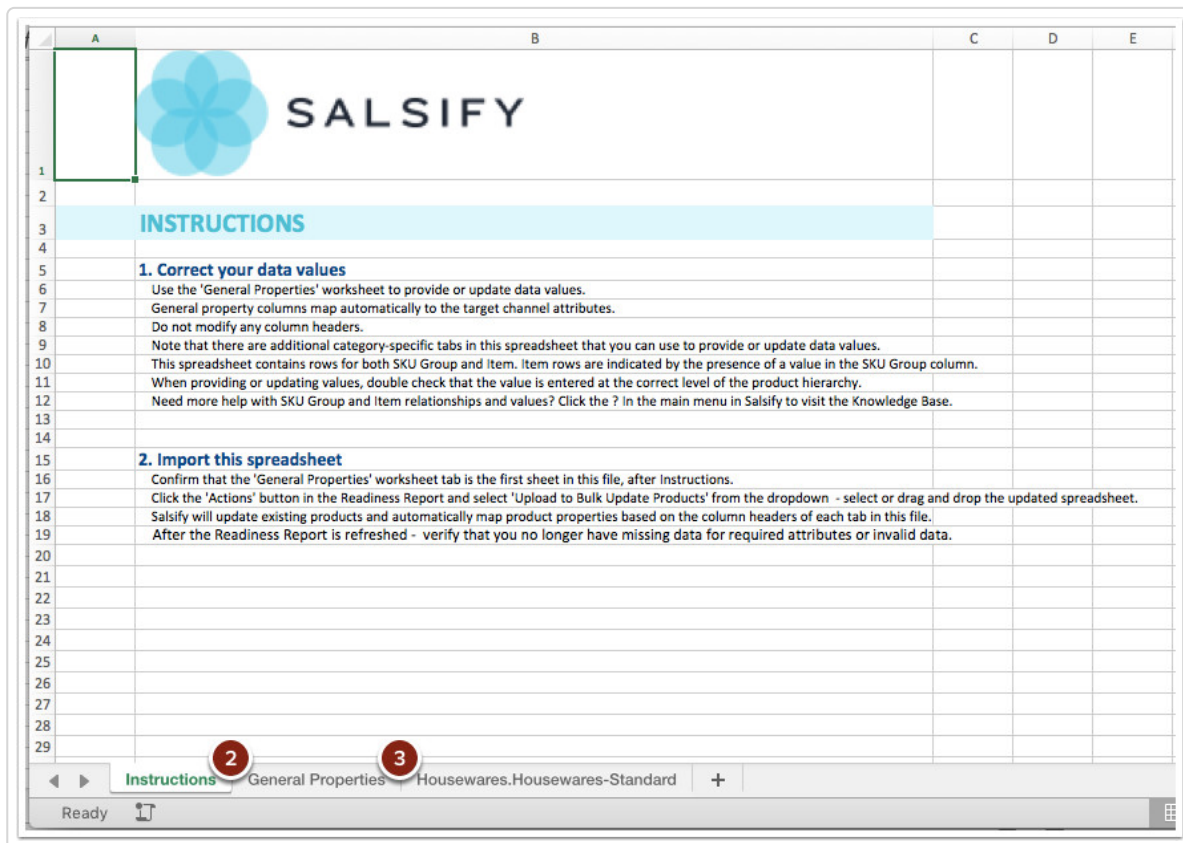 A B C D E
1 SALSIFY
2
3 INSTRUCTIONS
4
5 1. Correct your data values
6 Use the 'General Properties' worksheet to provide or update data values.
7 General property columns map automatically to the target channel attributes.
8 Do not modify any column headers.
9 Note that there are additional category-specific tabs in this spreadsheet that you can use to provide or update data values.
10 This spreadsheet contains rows for both SKU Group and Item. Item rows are indicated by the presence of a value in the SKU Group column.
11 When providing or updating values, double check that the value is entered at the correct level of the product hierarchy.
12 Need more help with SKU Group and Item relationships and values? Click the ? In the main menu in Salsify to visit the Knowledge Base.
13
14
15 2. Import this spreadsheet
16 Confirm that the 'General Properties' worksheet tab is the first sheet in this file, after Instructions.
17 Click the 'Actions' button in the Readiness Report and select 'Upload to Bulk Update Products' from the dropdown - select or drag and drop the updated spreadsheet.
18 Salsify will update existing products and automatically map product properties based on the column headers of each tab in this file.
19 After the Readiness Report is refreshed - verify that you no longer have missing data for required attributes or invalid data.
20
21
22
23
24
25
26
27
28
29
2 3
Instructions General Properties Housewares.Housewares-Standard +
Ready